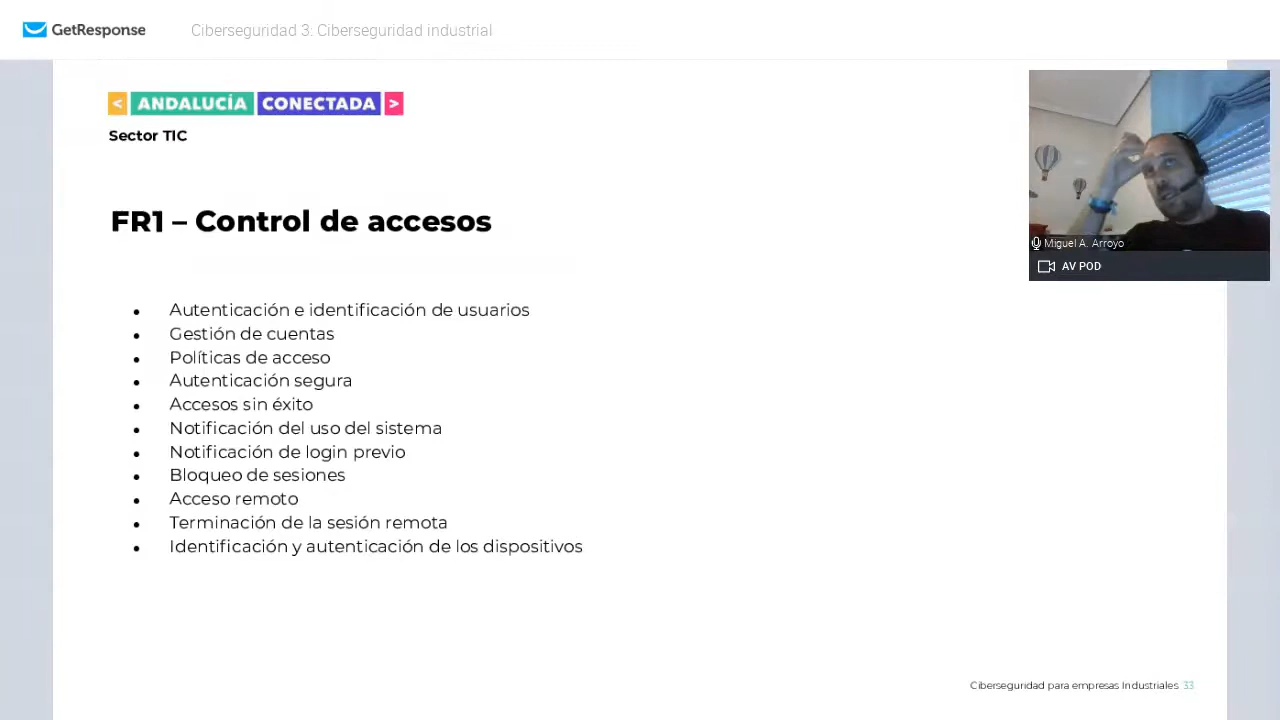 GetResponse
Ciberseguridad 3: Ciberseguridad industrial
< ANDALUCÍA CONECTADA >
Sector TIC
Miguel A. Arroyo
AV POD
FR1 – Control de accesos
• Autenticación e identificación de usuarios
• Gestión de cuentas
• Políticas de acceso
• Autenticación segura
• Accesos sin éxito
• Notificación del uso del sistema
• Notificación de login previo
• Bloqueo de sesiones
• Acceso remoto
• Terminación de la sesión remota
• Identificación y autenticación de los dispositivos
Ciberseguridad para empresas Industriales 33